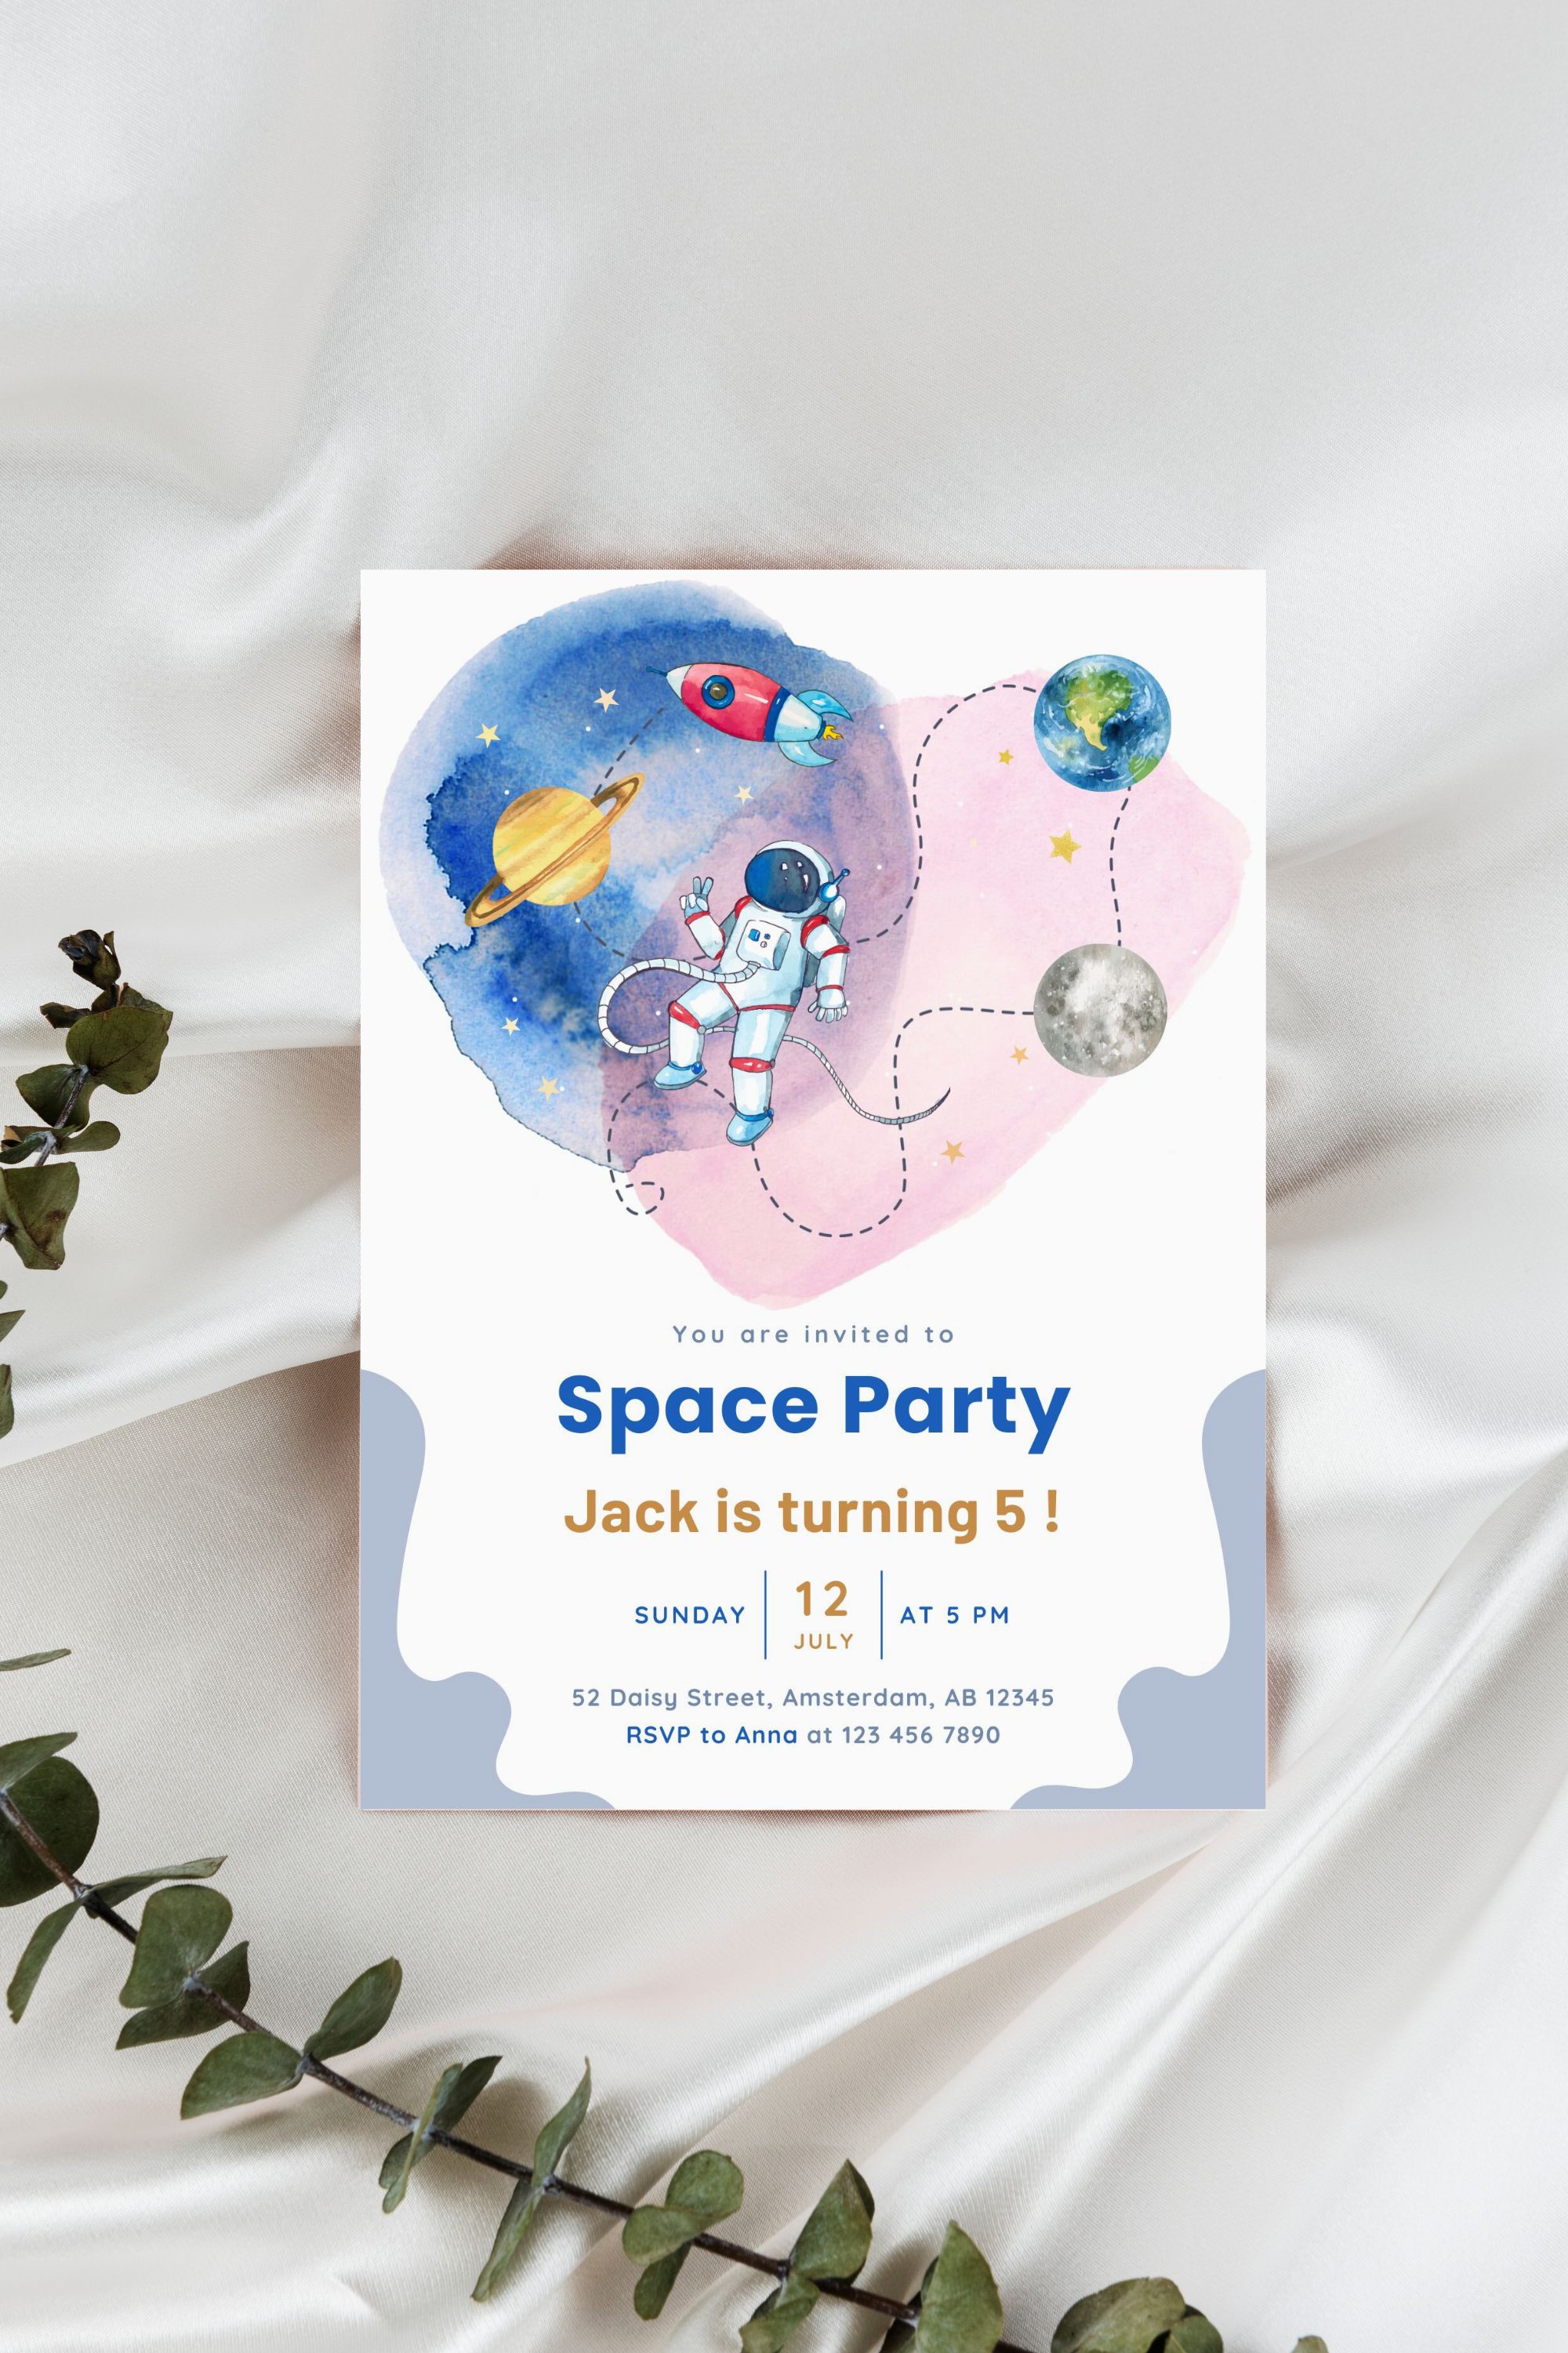 You are invited to
Space Party
Jack is turning 5 !
SUNDAY
12
JULY
AT 5 PM
52 Daisy Street, Amsterdam, AB 12345
RSVP to Anna at 123 456 7890